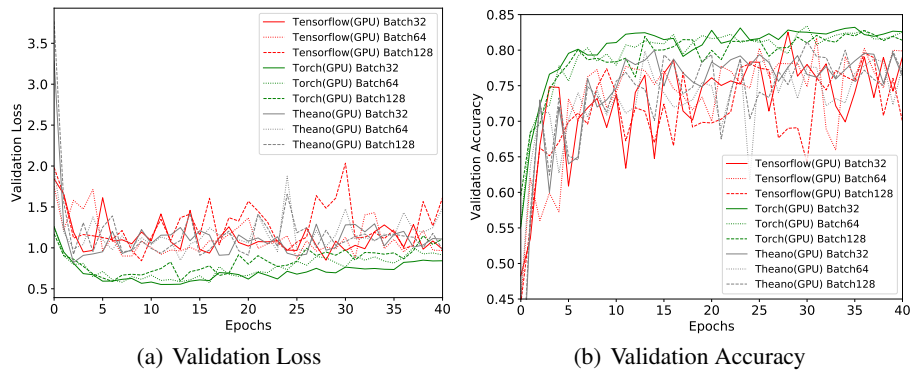 3.5
3.0
2.5
2.0
1.5
1.0
0.5
Validation Loss
Tensorflow(GPU) Batch32
Tensorflow(GPU) Batch64
Tensorflow(GPU) Batch128
Torch(GPU) Batch32
Torch(GPU) Batch64
Torch(GPU) Batch128
Theano(GPU) Batch32
Theano(GPU) Batch64
Theano(GPU) Batch128
0 5 10 15 20 25 30 35 40
Epochs
(a) Validation Loss
0.85
0.80
0.75
0.70
0.65
0.60
0.55
0.50
0.45
Validation Accuracy
Tensorflow(GPU) Batch32
Tensorflow(GPU) Batch64
Tensorflow(GPU) Batch128
Torch(GPU) Batch32
Torch(GPU) Batch64
Torch(GPU) Batch128
Theano(GPU) Batch32
Theano(GPU) Batch64
Theano(GPU) Batch128
0 5 10 15 20 25 30 35 40
Epochs
(b) Validation Accuracy